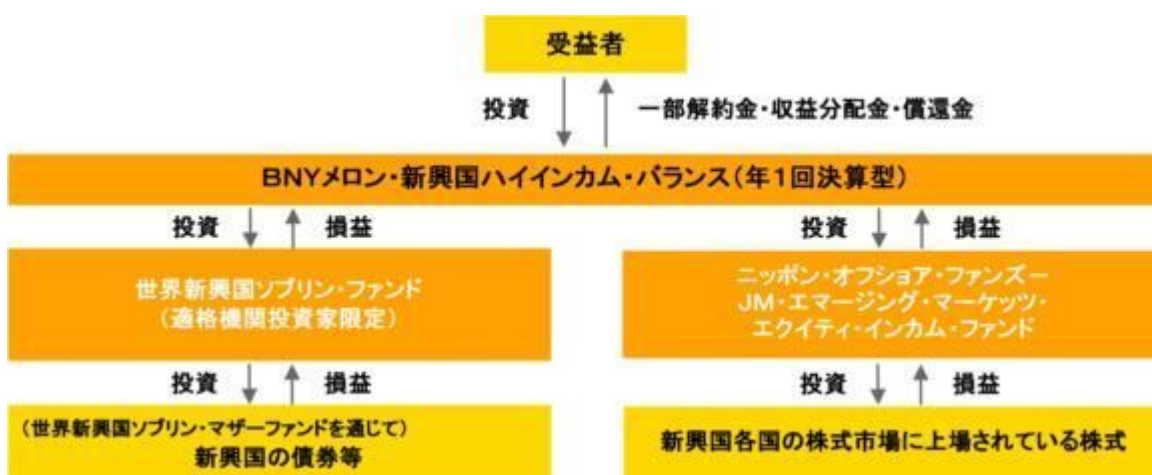 受益者
投資
一部解約金・収益分配金・償還金
BNYメロン・新興国ハイインカム・バランス（年１回決算型）
投資
損益
投資
損益
世界新興国ソブリン・ファンド
（適格機関投資家限定）
ニッポン・オフショア・ファンズ－
JM・エマージング・マーケッツ・
エクイティ・インカム・ファンド
投資
損益
投資
損益
（世界新興国ソブリン・マザーファンドを通じて）
新興国の債券等
新興国各国の株式市場に上場されている株式